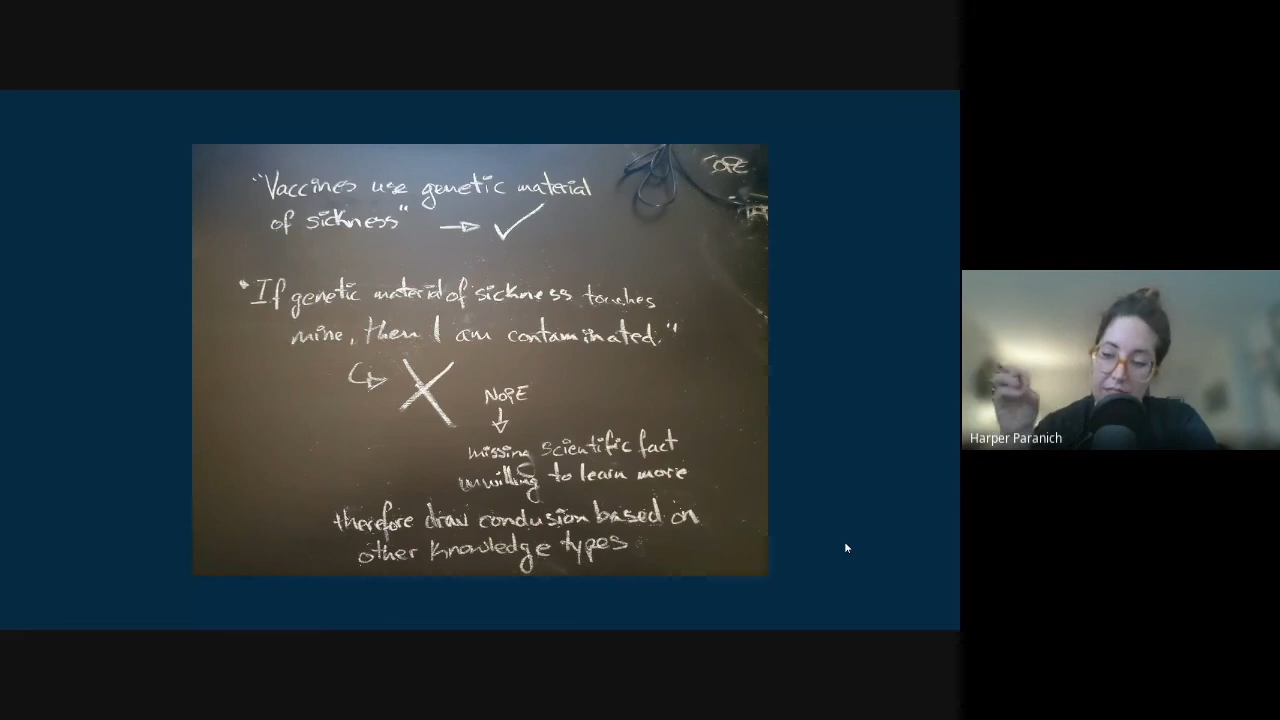 "Vaccines use genetic material
of sickness" → ✓
"If genetic material of sickness touches
mine, then I am contaminated."
NOPE
missing scientific fact
unwilling to learn more
therefore draw conclusion based on
other knowledge types
Harper Paranich